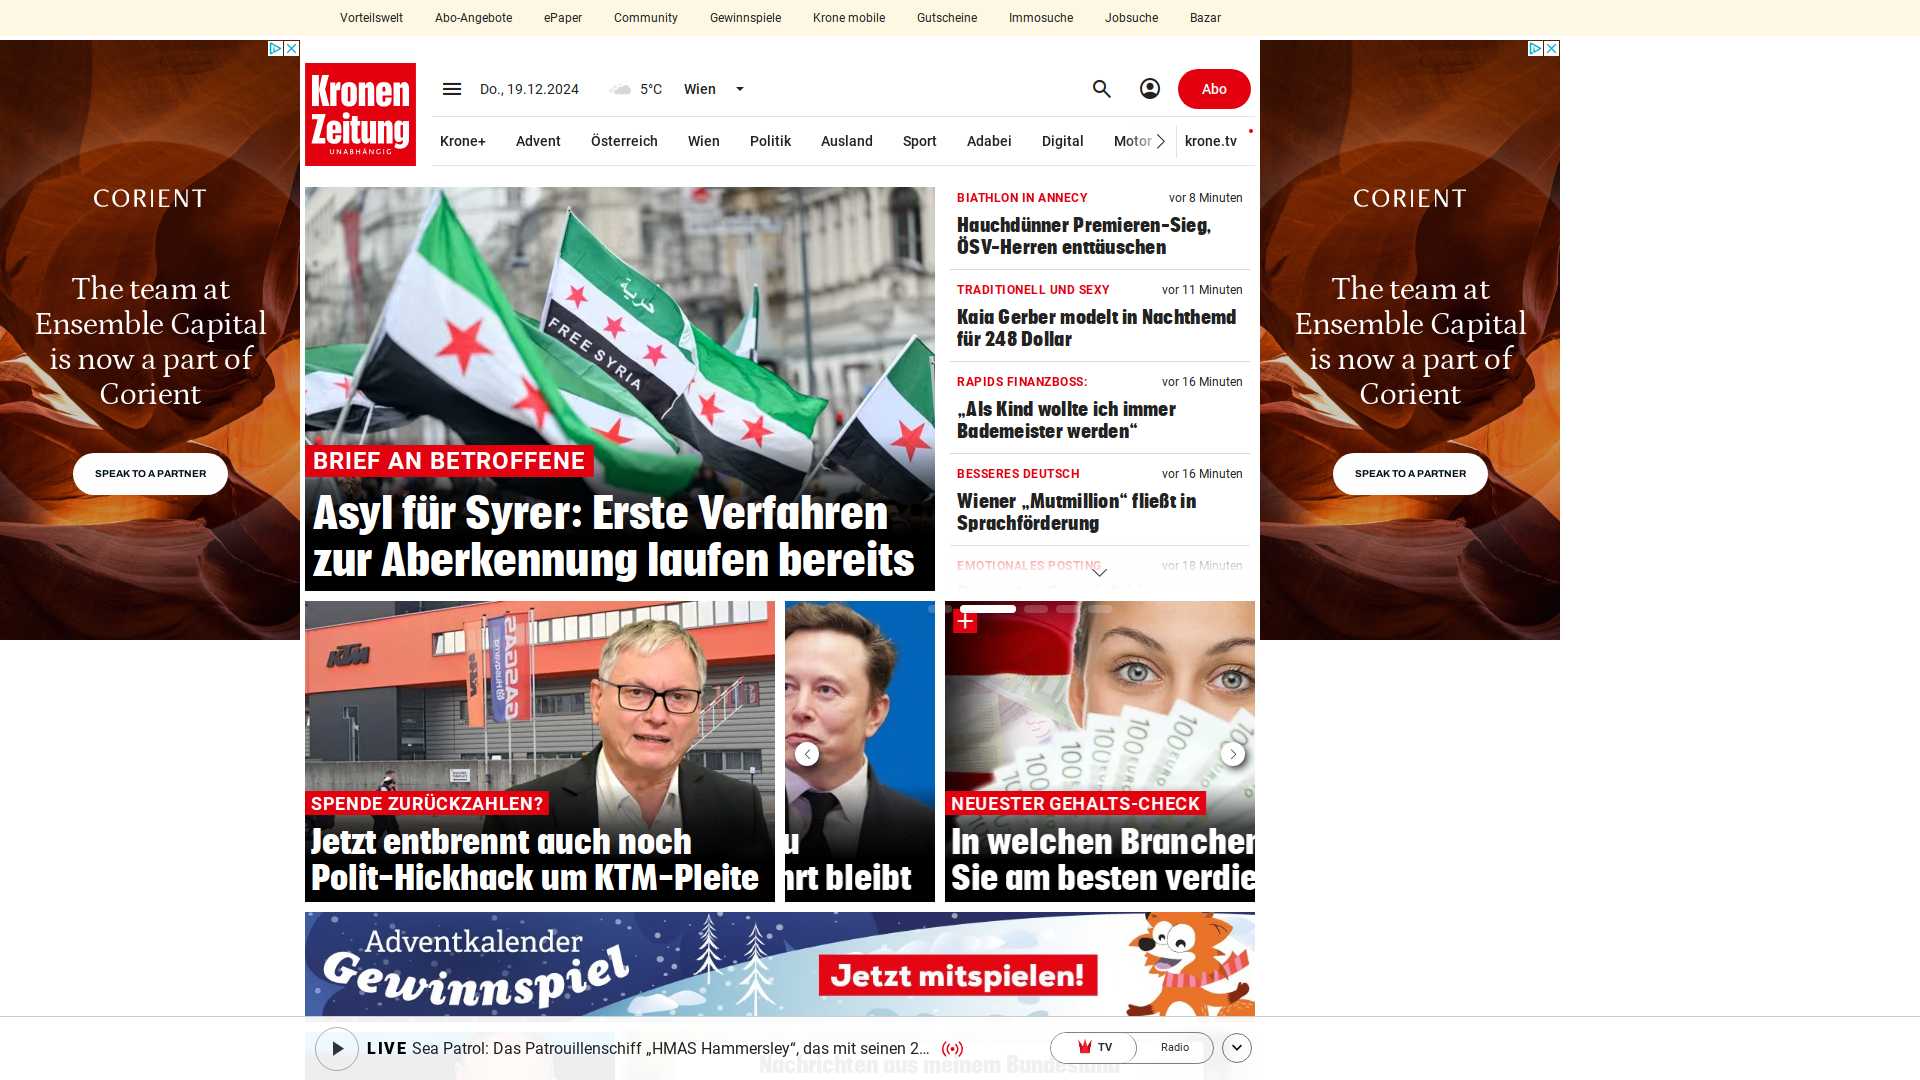 Vorteilswelt Abo-Angebote ePaper Community Gewinnspiele Krone mobile Gutscheine Immosuche Jobsuche Bazar
Kronen
Zeitung
UNABHÄNGIG
Do., 19.12.2024 5°C Wien
Abo
Krone+ Advent Österreich Wien Politik Ausland Sport Adabei Digital Motor krone.tv
CORIENT
The team at
Ensemble Capital
is now a part of
Corient
SPEAK TO A PARTNER
حرية
FREE SYRIA
BRIEF AN BETROFFENE
Asyl für Syrer: Erste Verfahren
zur Aberkennung laufen bereits
BIATHLON IN ANNECY vor 8 Minuten
Hauchdünner Premieren-Sieg,
ÖSV-Herren enttäuschen
TRADITIONELL UND SEXY vor 11 Minuten
Kaia Gerber modelt in Nachthemd
für 248 Dollar
RAPIDS FINANZBOSS: vor 16 Minuten
„Als Kind wollte ich immer
Bademeister werden“
BESSERES DEUTSCH vor 16 Minuten
Wiener „Mutmillion“ fließt in
Sprachförderung
EMOTIONALES POSTING vor 18 Minuten
CORIENT
The team at
Ensemble Capital
is now a part of
Corient
SPEAK TO A PARTNER
KTM
GASGAS
Husqvarna
SPENDE ZURÜCKZAHLEN?
Jetzt entbrennt auch noch
Polit-Hickhack um KTM-Pleite
u
hrt bleibt
100 EURO
NEUESTER GEHALTS-CHECK
In welchen Branchen
Sie am besten verdie
Adventkalender
Gewinnspiel
Jetzt mitspielen!
LIVE Sea Patrol: Das Patrouillenschiff „HMAS Hammersley“, das mit seinen 2...
TV Radio
Nachrichten aus meinem Bundesland